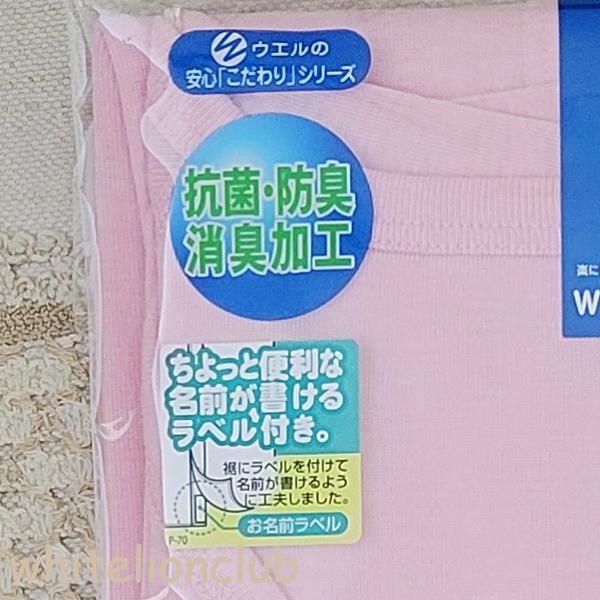 ウエルの
安心「こだわり」シリーズ
抗菌・防臭
消臭加工
楽に
W
ちょっと便利な
名前が書ける
ラベル付き。
裾にラベルを付けて
名前が書けるよう
に工夫しました。
お名前ラベル
P-70
whitelionclub